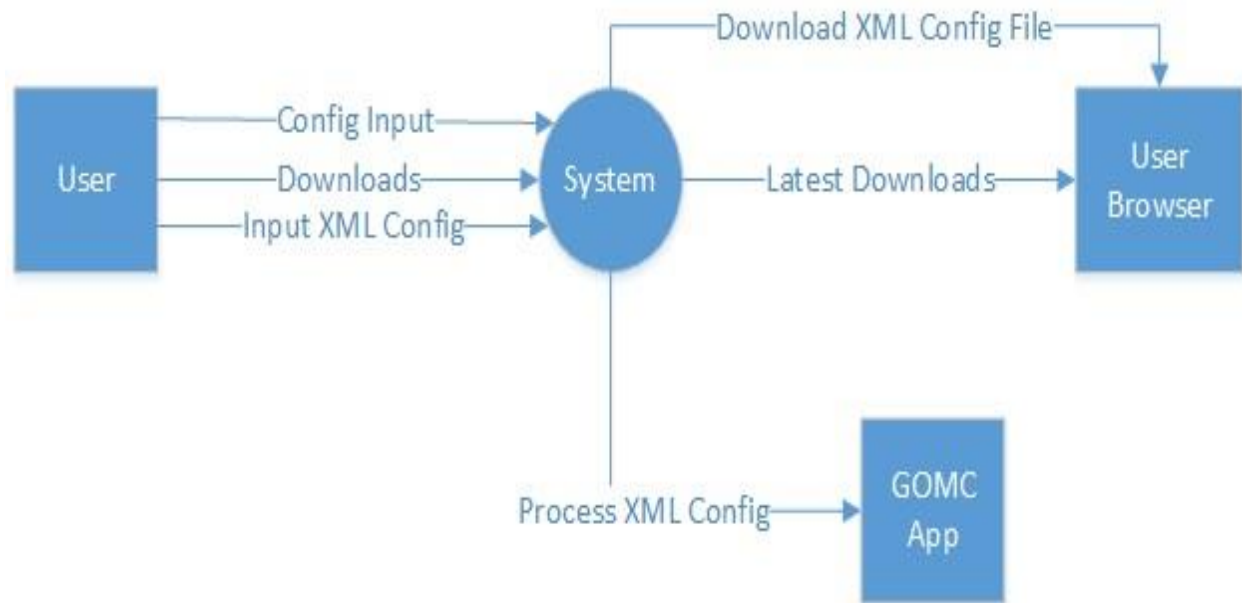 Download XML Config File
Config Input
User
Downloads
System
Latest Downloads
User
Browser
Input XML Config
Process XML Config
GOMC
App